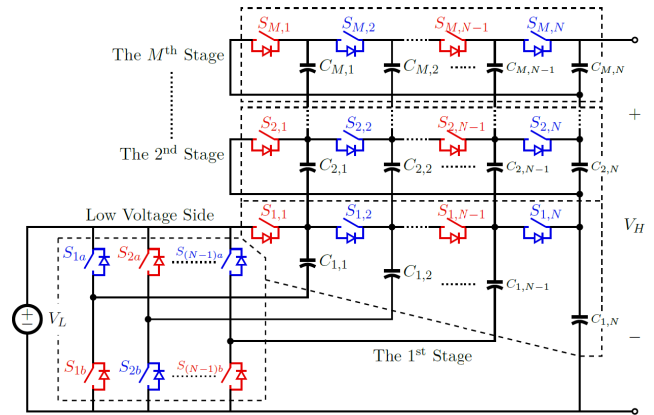 S_{M,1} S_{M,2} S_{M,N−1} S_{M,N}
The M^{th} Stage
C_{M,1} C_{M,2} C_{M,N−1} C_{M,N}
S_{2,1} S_{2,2} S_{2,N−1} S_{2,N}
+
The 2^{nd} Stage
C_{2,1} C_{2,2} C_{2,N−1} C_{2,N}
Low Voltage Side
S_{1,1} S_{1,2} S_{1,N−1} S_{1,N}
V_H
S_{1a} S_{2a} S_{(N−1)a}
C_{1,1} C_{1,2} C_{1,N−1} C_{1,N}
+
−
V_L
−
The 1^{st} Stage
S_{1b} S_{2b} S_{(N−1)b}